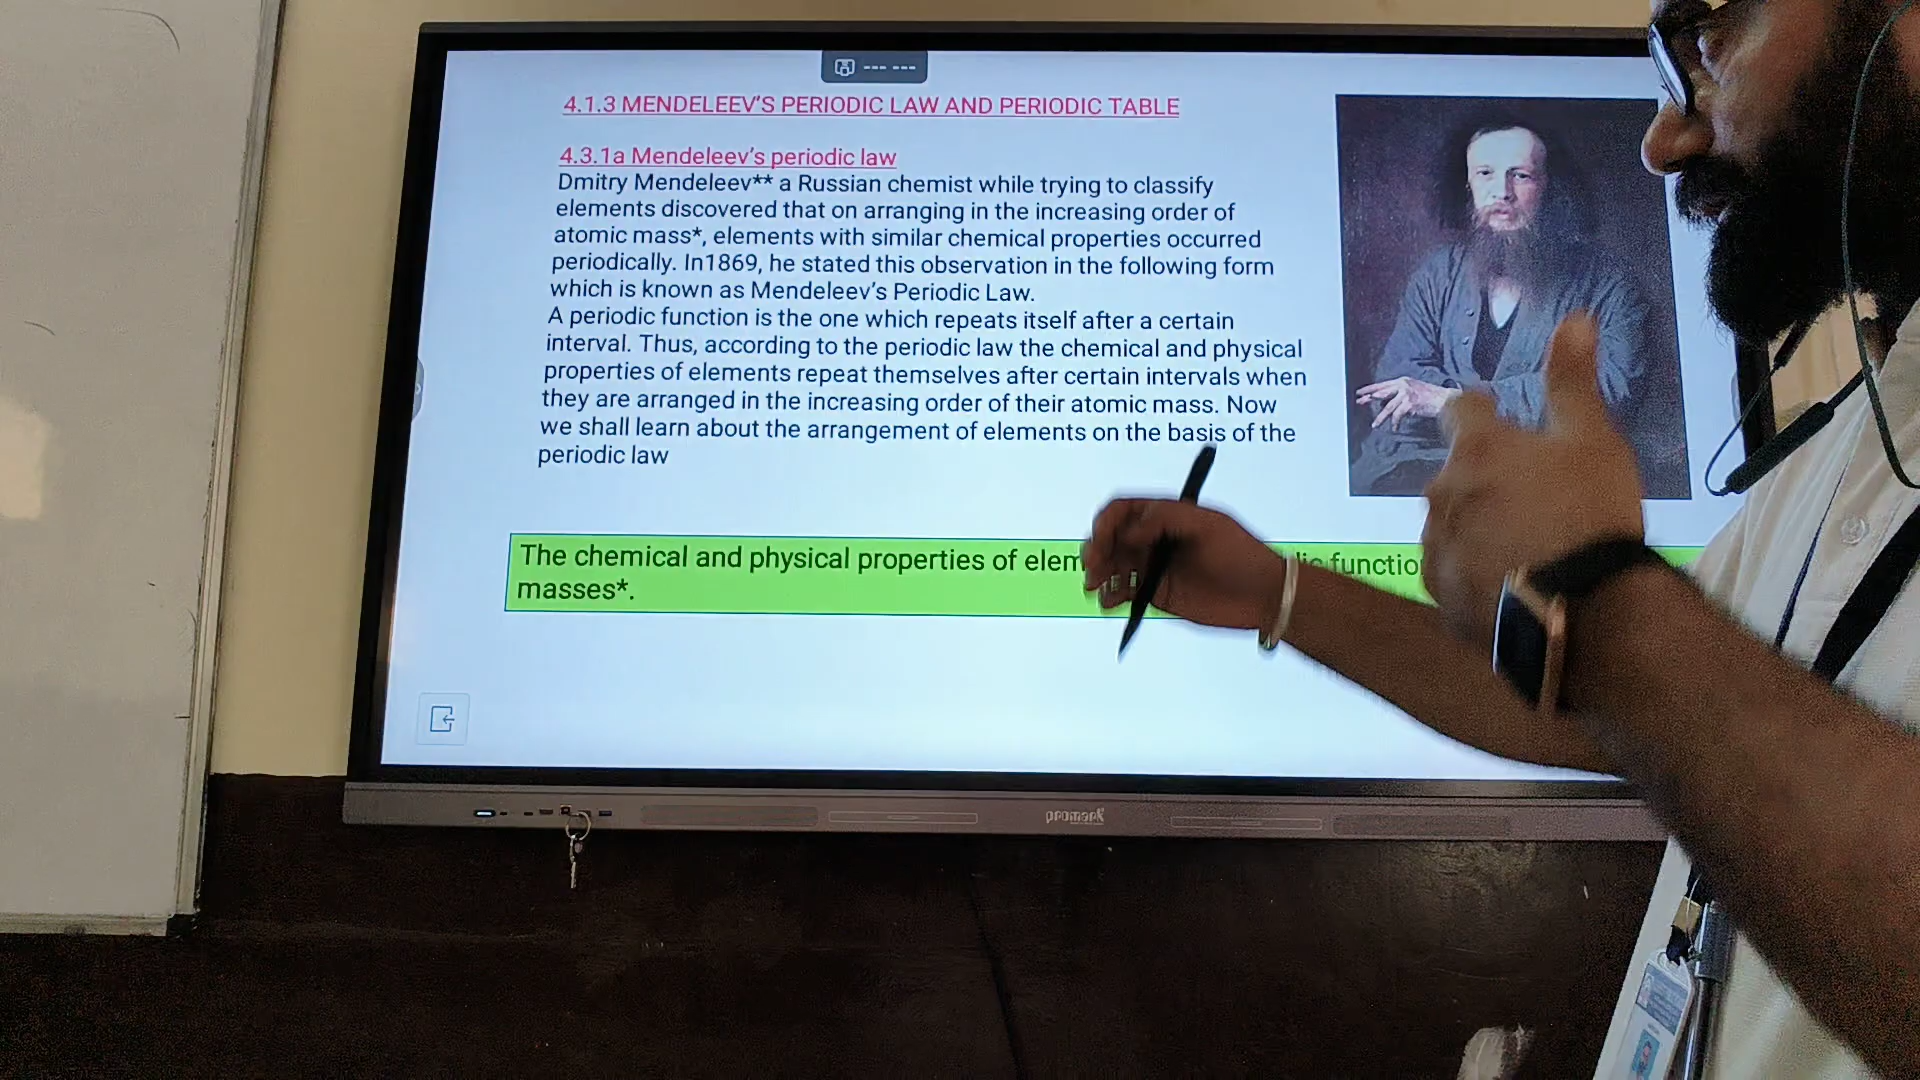 4.1.3 MENDELEEV'S PERIODIC LAW AND PERIODIC TABLE
4.3.1a Mendeleev's periodic law
Dmitry Mendeleev** a Russian chemist while trying to classify
elements discovered that on arranging in the increasing order of
atomic mass*, elements with similar chemical properties occurred
periodically. In1869, he stated this observation in the following form
which is known as Mendeleev's Periodic Law.
A periodic function is the one which repeats itself after a certain
interval. Thus, according to the periodic law the chemical and physical
properties of elements repeat themselves after certain intervals when
they are arranged in the increasing order of their atomic mass. Now
we shall learn about the arrangement of elements on the basis of the
periodic law
The chemical and physical properties of
masses*.
promark